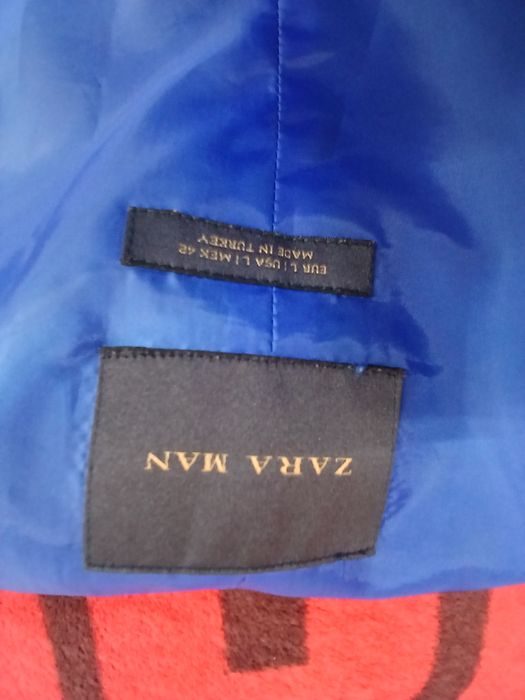 ZARA MAN
EUR L | USA L | MEX 42
MADE IN TURKEY